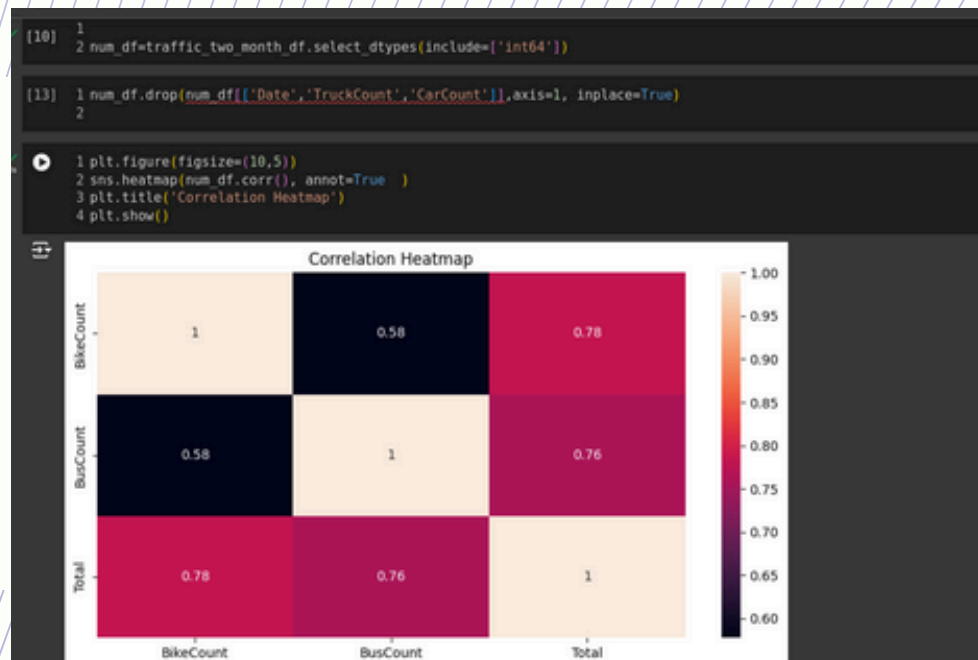 [10] 1
2 num_df=traffic_two_month_df.select_dtypes(include=['int64'])
[13] 1 num_df.drop(num_df[['Date','TruckCount','CarCount']],axis=1, inplace=True)
2
1 plt.figure(figsize=(10,5))
2 sns.heatmap(num_df.corr(), annot=True  )
3 plt.title('Correlation Heatmap')
4 plt.show()
Correlation Heatmap
BikeCount
1 0.58 0.78
BusCount
0.58 1 0.76
Total
0.78 0.76 1
BikeCount BusCount Total
1.00
0.95
0.90
0.85
0.80
0.75
0.70
0.65
0.60